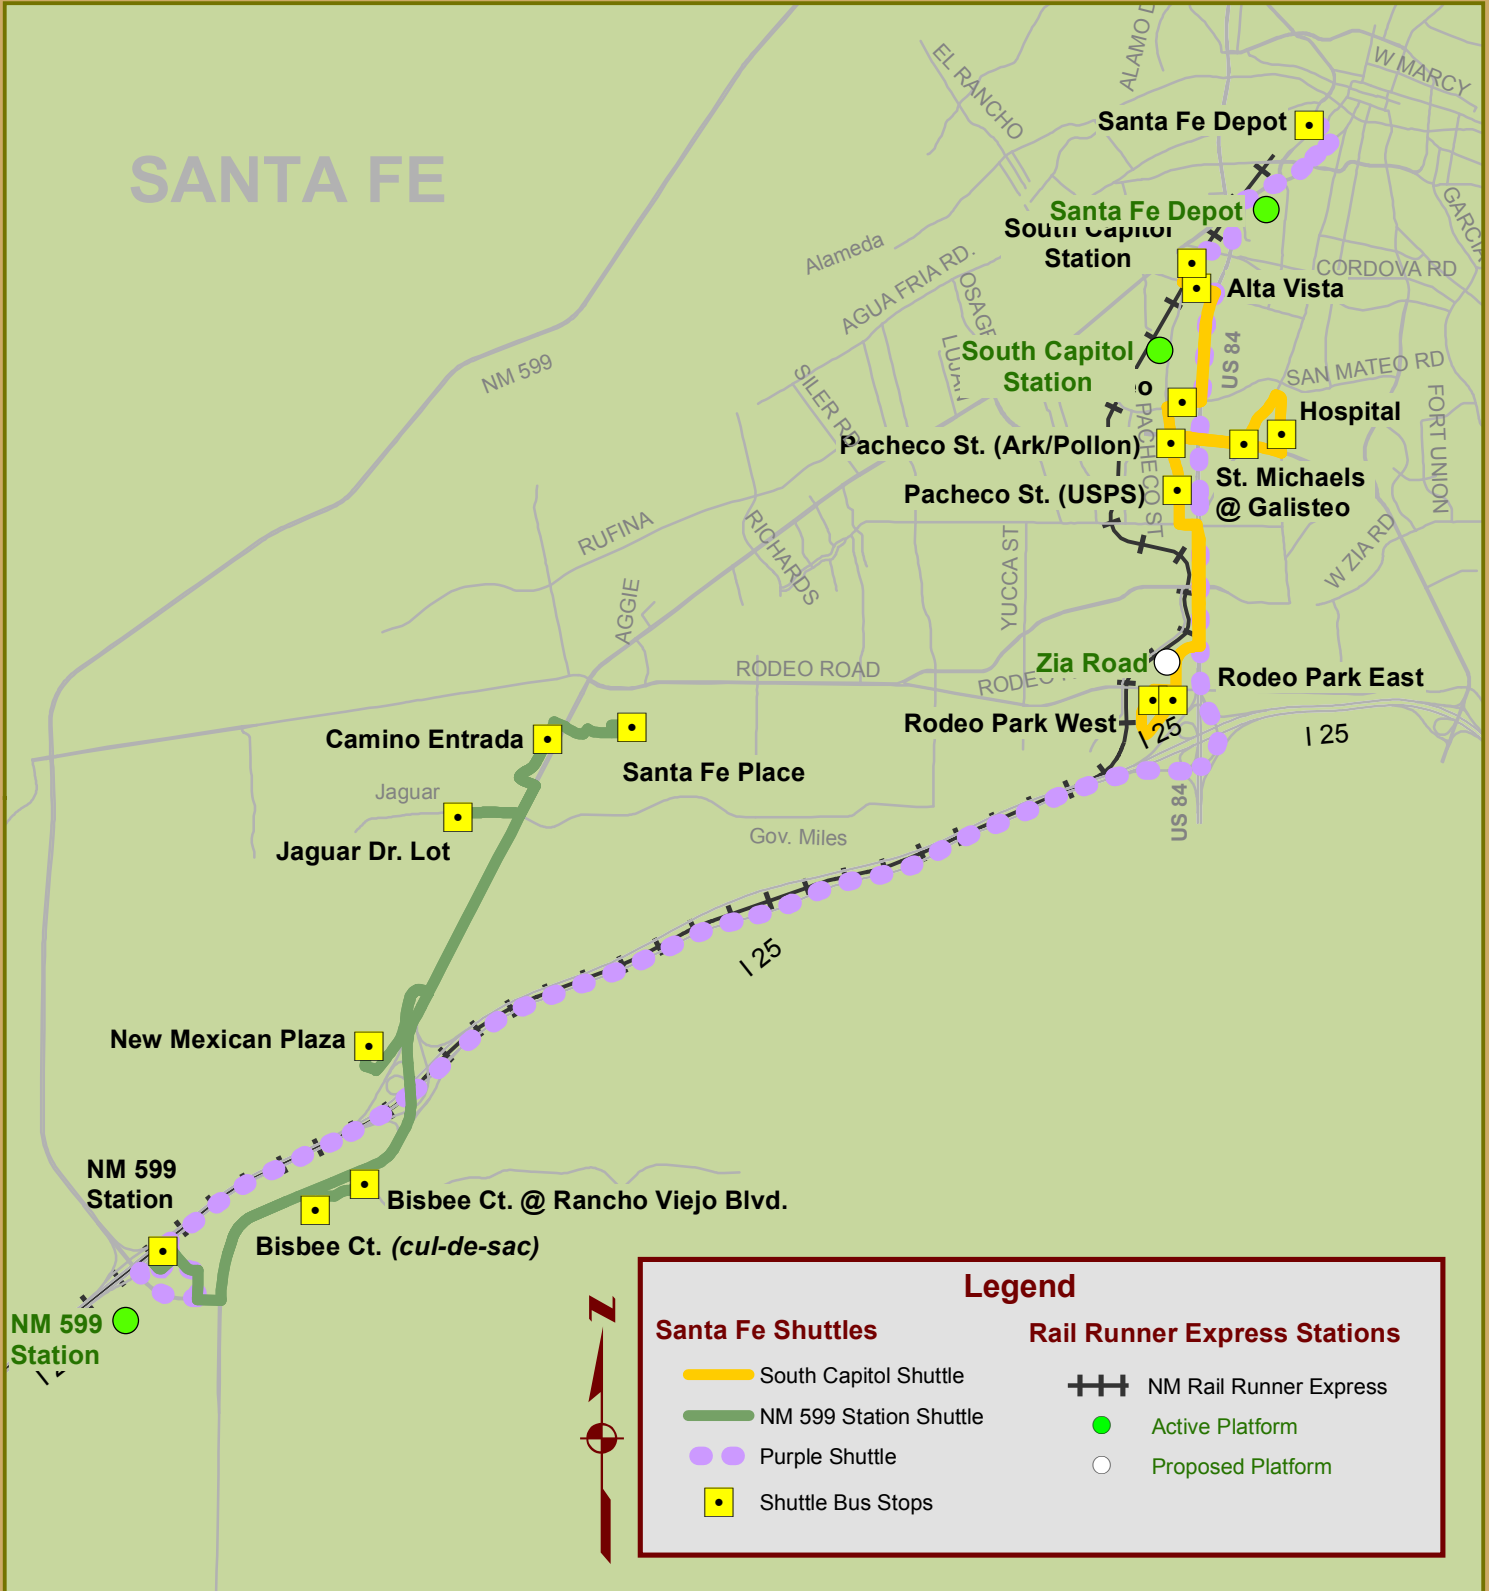 W MARCY
EL RANCHO
ALAMO D
Santa Fe Depot
SANTA FE
GARCIA
Santa Fe Depot
South Capitol
Station
Alameda
CORDOVA RD
AGUA FRIA RD.
OSAGE
Alta Vista
US 84
South Capitol
Station
LUJAN
NM 599
SAN MATEO RD
SILER RD
o
PACHECO ST
Hospital
FORT UNION
Pacheco St. (Ark/Pollon)
St. Michaels
@ Galisteo
Pacheco St. (USPS)
RUFINA
RICHARDS
YUCCA ST
W ZIA RD
AGGIE
Zia Road
RODEO ROAD
RODEO
Rodeo Park East
Rodeo Park West
I 25
I 25
Camino Entrada
Santa Fe Place
Jaguar
US 84
Gov. Miles
Jaguar Dr. Lot
I 25
New Mexican Plaza
NM 599
Station
Bisbee Ct. @ Rancho Viejo Blvd.
Bisbee Ct. (cul-de-sac)
NM 599
Station
N
Legend
Santa Fe Shuttles
South Capitol Shuttle
NM 599 Station Shuttle
Purple Shuttle
Shuttle Bus Stops
Rail Runner Express Stations
NM Rail Runner Express
Active Platform
Proposed Platform